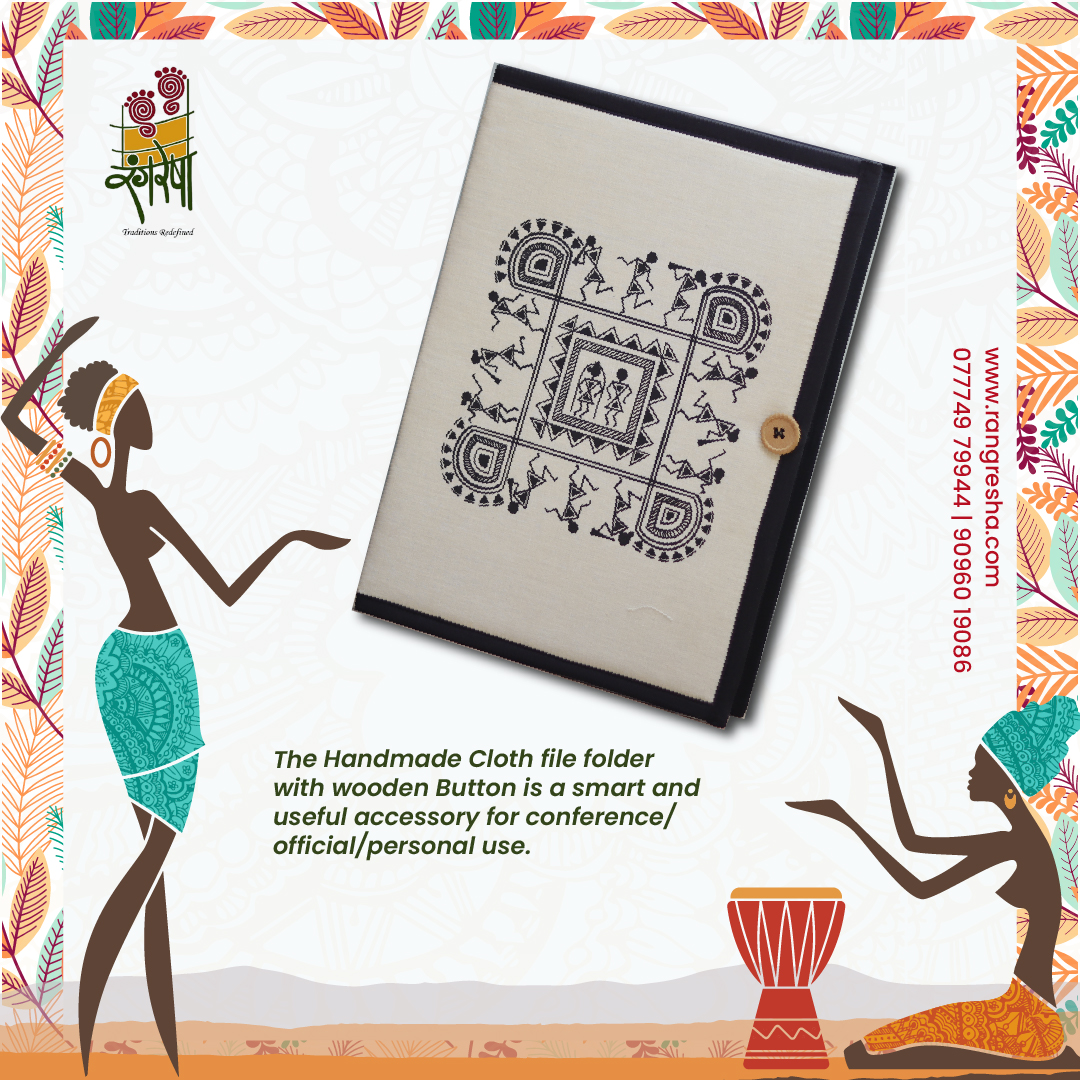 रंगरेषा
Traditions Redefined
www.rangresha.com
077749 79944 | 90960 19086
The Handmade Cloth file folder
with wooden Button is a smart and
useful accessory for conference/
official/personal use.